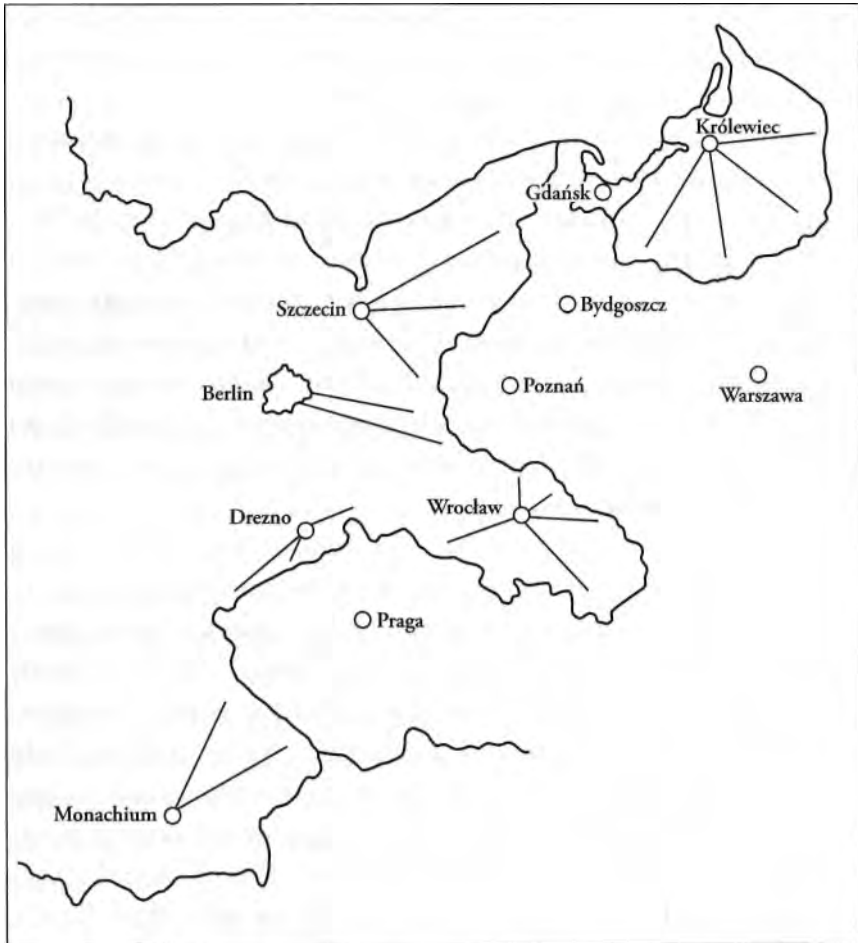 Królewiec
Gdańsk
Szczecin
Bydgoszcz
Berlin
Poznań
Warszawa
Drezno
Wrocław
Praga
Monachium